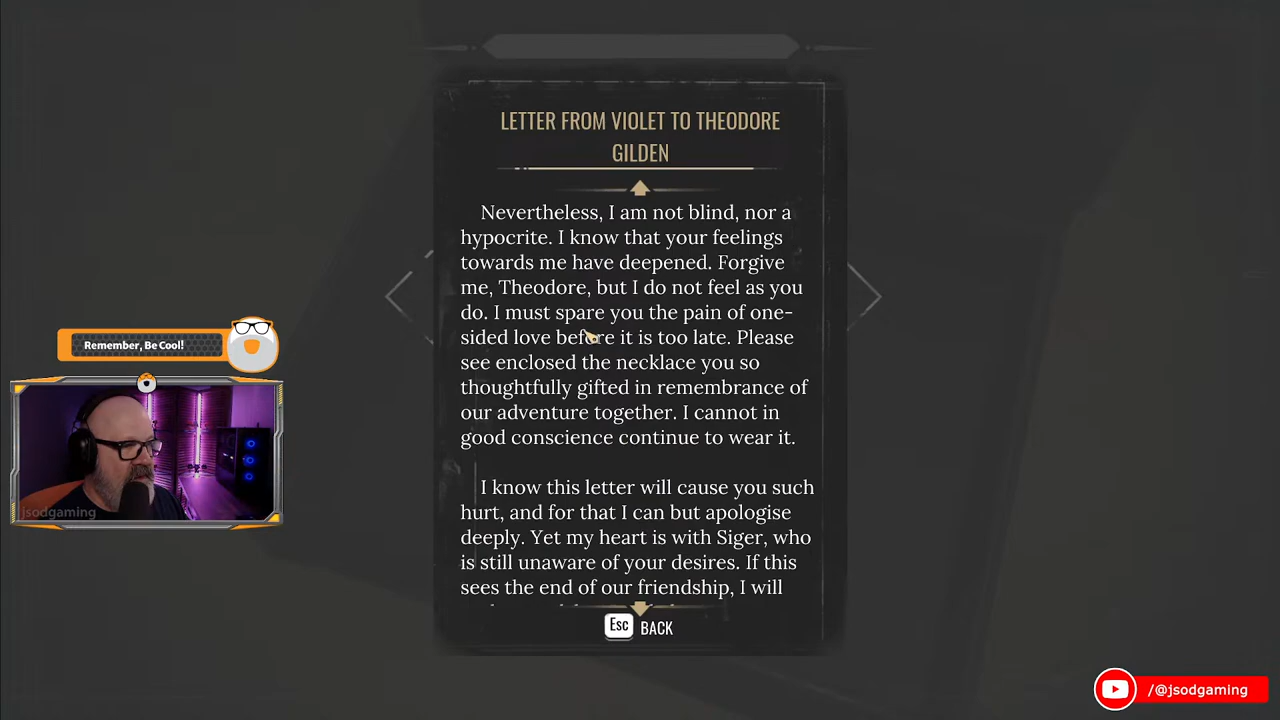 LETTER FROM VIOLET TO THEODORE
GILDEN
Nevertheless, I am not blind, nor a
hypocrite. I know that your feelings
towards me have deepened. Forgive
me, Theodore, but I do not feel as you
do. I must spare you the pain of one-
sided love before it is too late. Please
see enclosed the necklace you so
thoughtfully gifted in remembrance of
our adventure together. I cannot in
good conscience continue to wear it.
I know this letter will cause you such
hurt, and for that I can but apologise
deeply. Yet my heart is with Siger, who
is still unaware of your desires. If this
sees the end of our friendship, I will
Esc BACK
Remember, Be Cool!
jsodgaming
/@jsodgaming